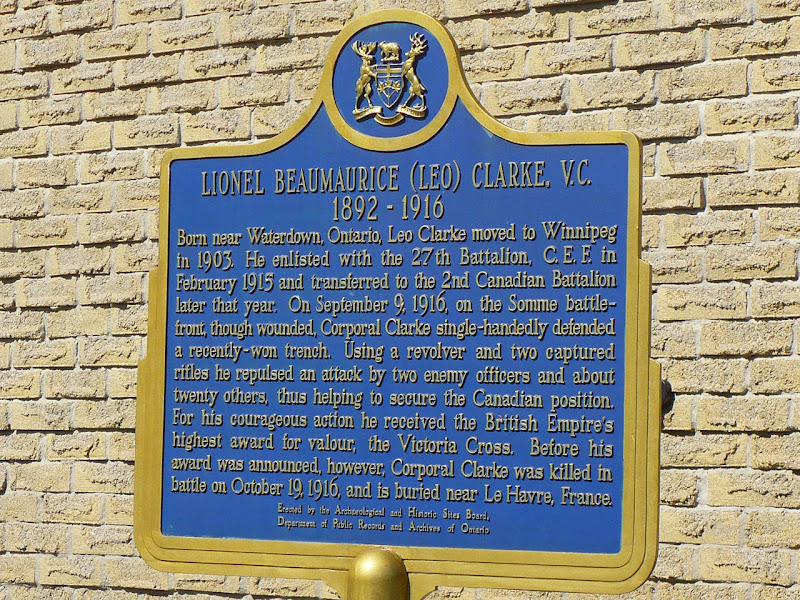 LIONEL BEAUMAURICE (LEO) CLARKE, V.C.
1892 - 1916
Born near Waterdown, Ontario, Leo Clarke moved to Winnipeg
in 1903. He enlisted with the 27th Battalion, C.E.F. in
February 1915 and transferred to the 2nd Canadian Battalion
later that year. On September 9, 1916, on the Somme battle-
front, though wounded, Corporal Clarke single-handedly defended
a recently-won trench. Using a revolver and two captured
rifles he repulsed an attack by two enemy officers and about
twenty others, thus helping to secure the Canadian position.
For his courageous action he received the British Empire's
highest award for valour, the Victoria Cross. Before his
award was announced, however, Corporal Clarke was killed in
battle on October 19, 1916, and is buried near Le Havre, France.
Erected by the Archaeological and Historic Sites Board,
Department of Public Records and Archives of Ontario